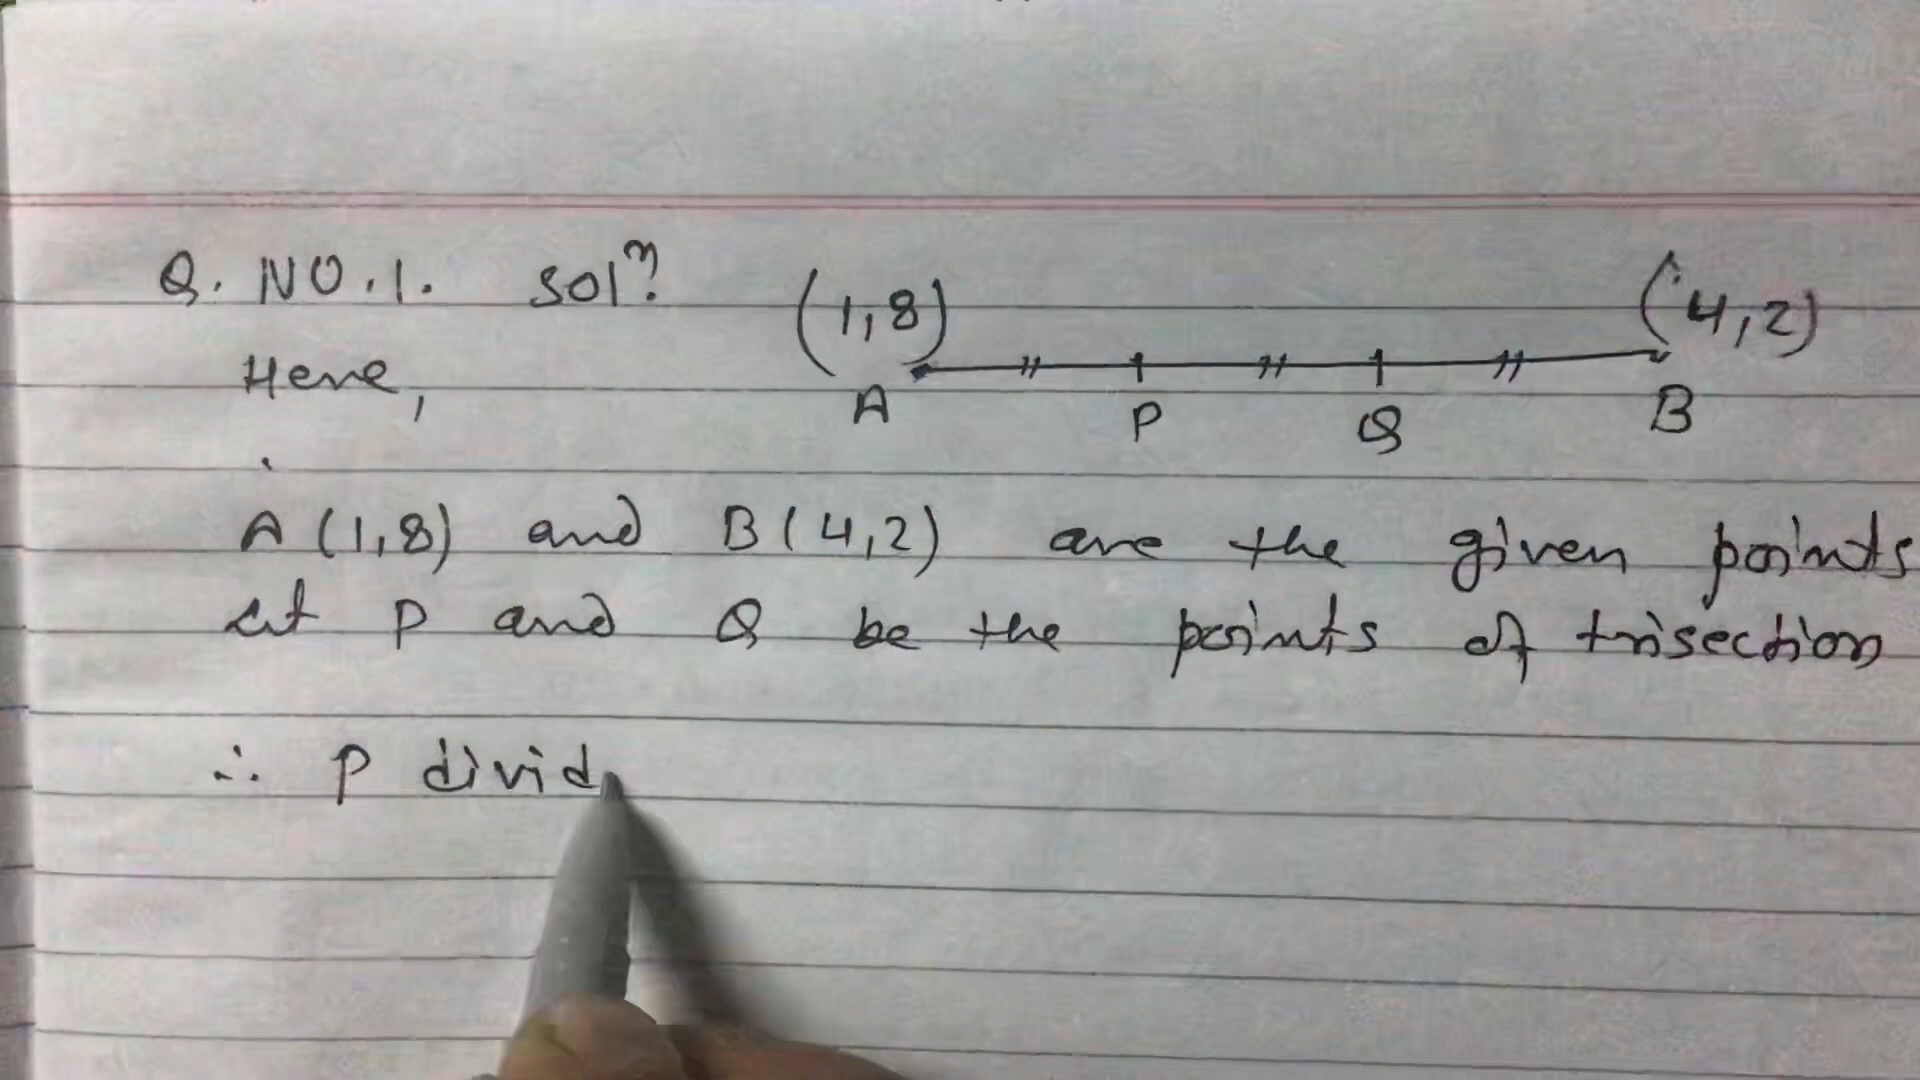 Q. NO. 1. solⁿ
(1,8) (4,2)
Here,
A P Q B
A (1,8) and B (4,2) are the given points
let P and Q be the points of trisection
∴ P divid